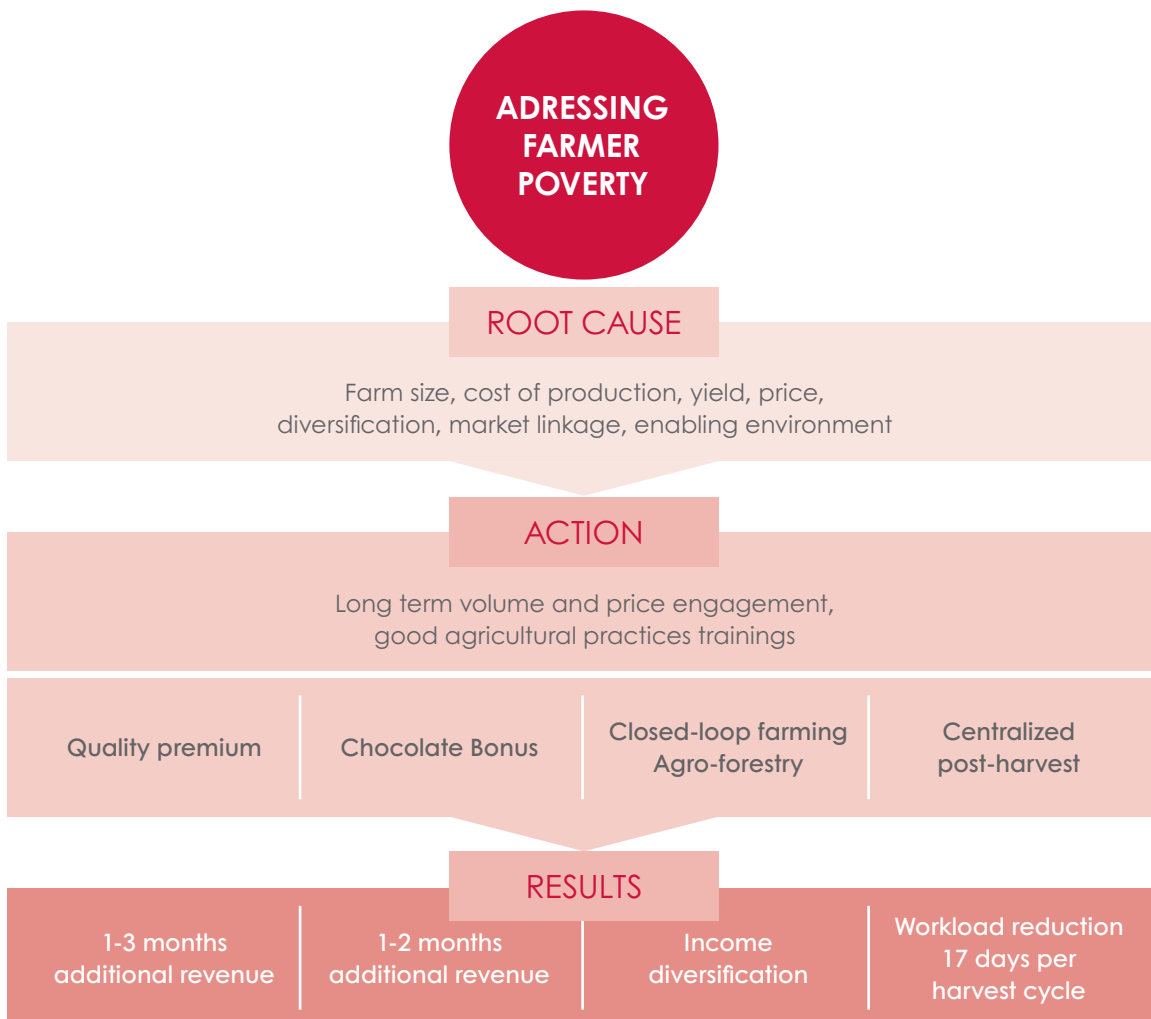 ADRESSING
FARMER
POVERTY
ROOT CAUSE
Farm size, cost of production, yield, price,
diversification, market linkage, enabling environment
ACTION
Long term volume and price engagement,
good agricultural practices trainings
Quality premium
Chocolate Bonus
Closed-loop farming
Agro-forestry
Centralized
post-harvest
RESULTS
1-3 months
additional revenue
1-2 months
additional revenue
Income
diversification
Workload reduction
17 days per
harvest cycle